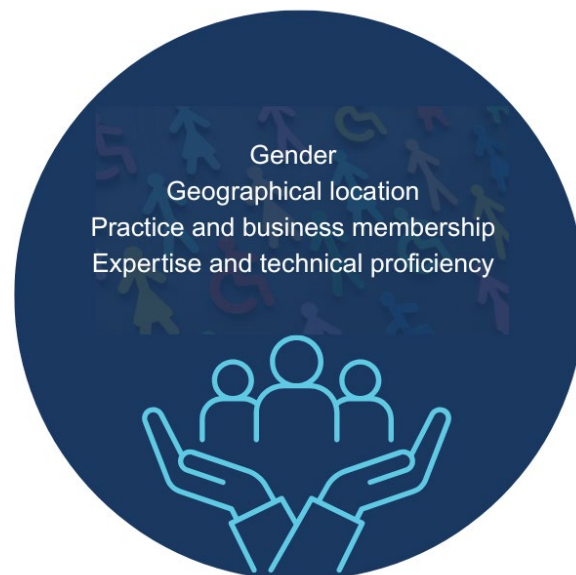 Gender
Geographical location
Practice and business membership
Expertise and technical proficiency